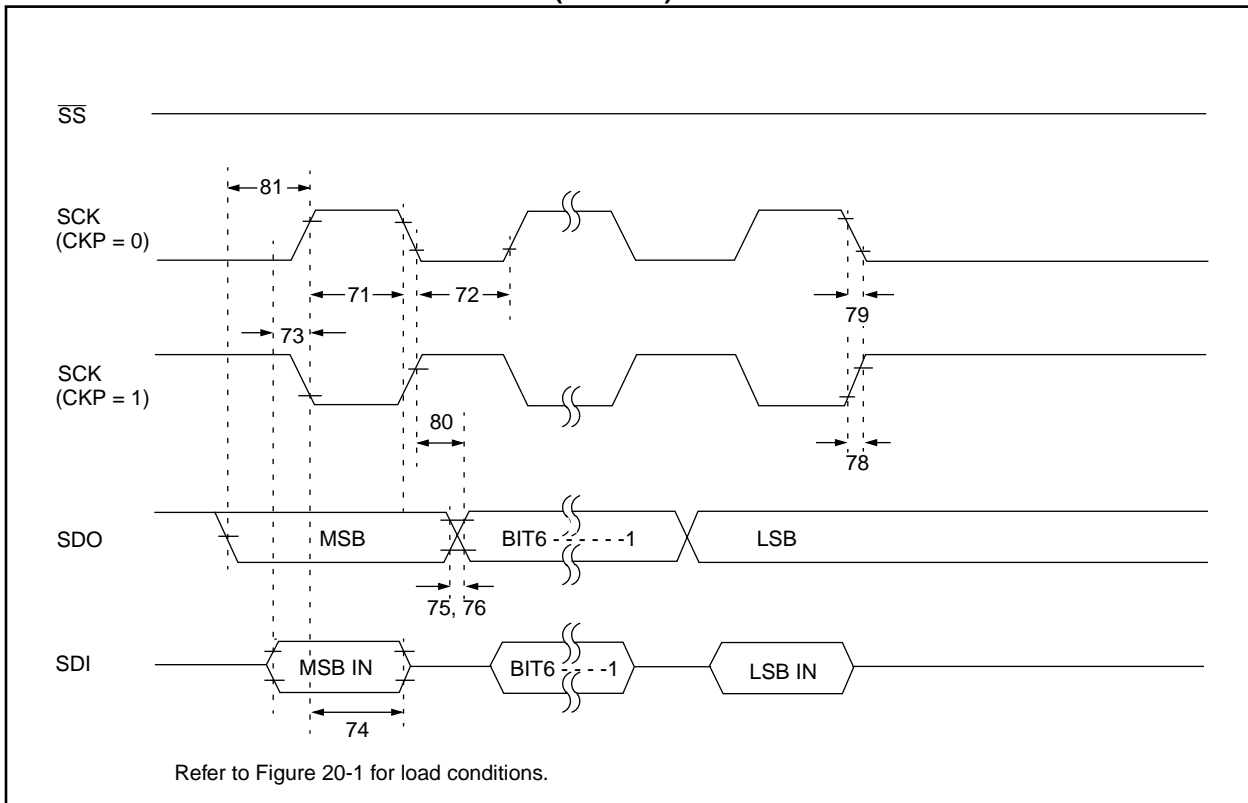 SS
81
SCK
(CKP = 0)
71
72
79
73
SCK
(CKP = 1)
80
78
SDO
MSB
BIT6 - - - - - -1
LSB
75, 76
SDI
MSB IN
BIT6 - - - - -1
LSB IN
74
Refer to Figure 20-1 for load conditions.